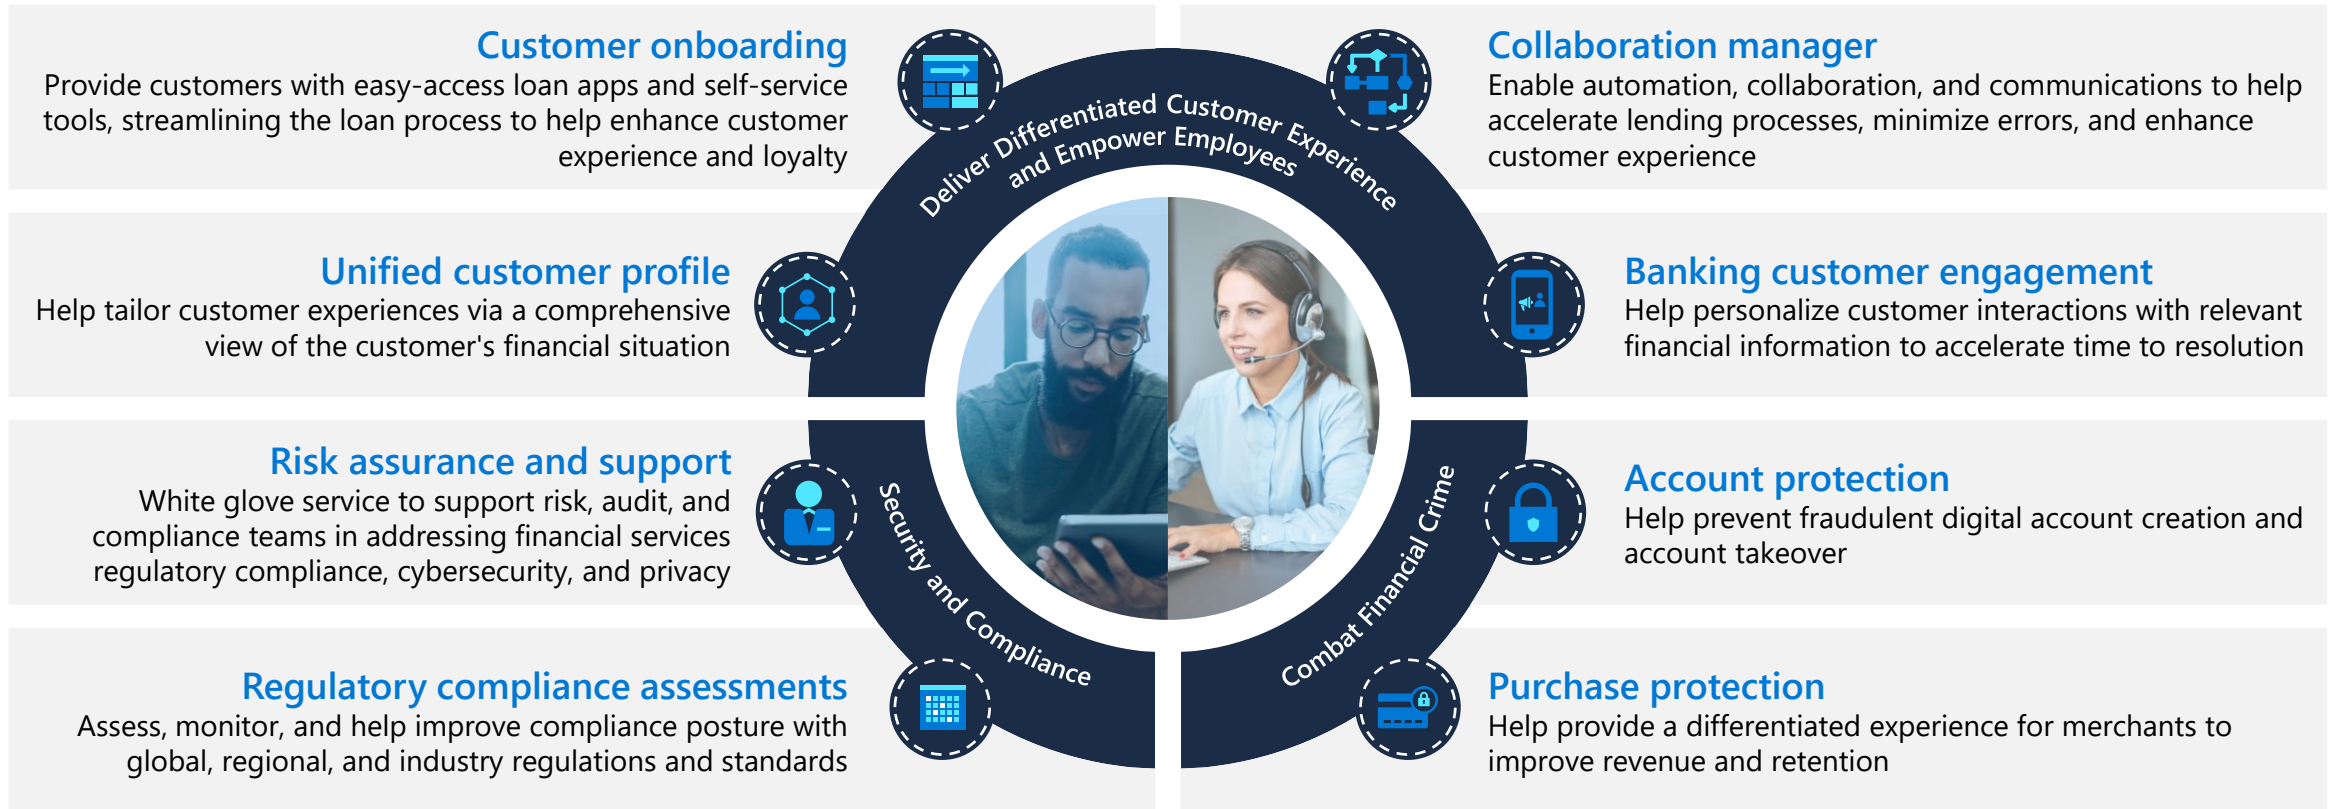 Customer onboarding
Provide customers with easy-access loan apps and self-service
tools, streamlining the loan process to help enhance customer
experience and loyalty
Unified customer profile
Help tailor customer experiences via a comprehensive
view of the customer's financial situation
Risk assurance and support
White glove service to support risk, audit, and
compliance teams in addressing financial services
regulatory compliance, cybersecurity, and privacy
Regulatory compliance assessments
Assess, monitor, and help improve compliance posture with
global, regional, and industry regulations and standards
Deliver Differentiated Customer Experience
and Empower Employees
Security and Compliance
Combat Financial Crime
Collaboration manager
Enable automation, collaboration, and communications to help
accelerate lending processes, minimize errors, and enhance
customer experience
Banking customer engagement
Help personalize customer interactions with relevant
financial information to accelerate time to resolution
Account protection
Help prevent fraudulent digital account creation and
account takeover
Purchase protection
Help provide a differentiated experience for merchants to
improve revenue and retention